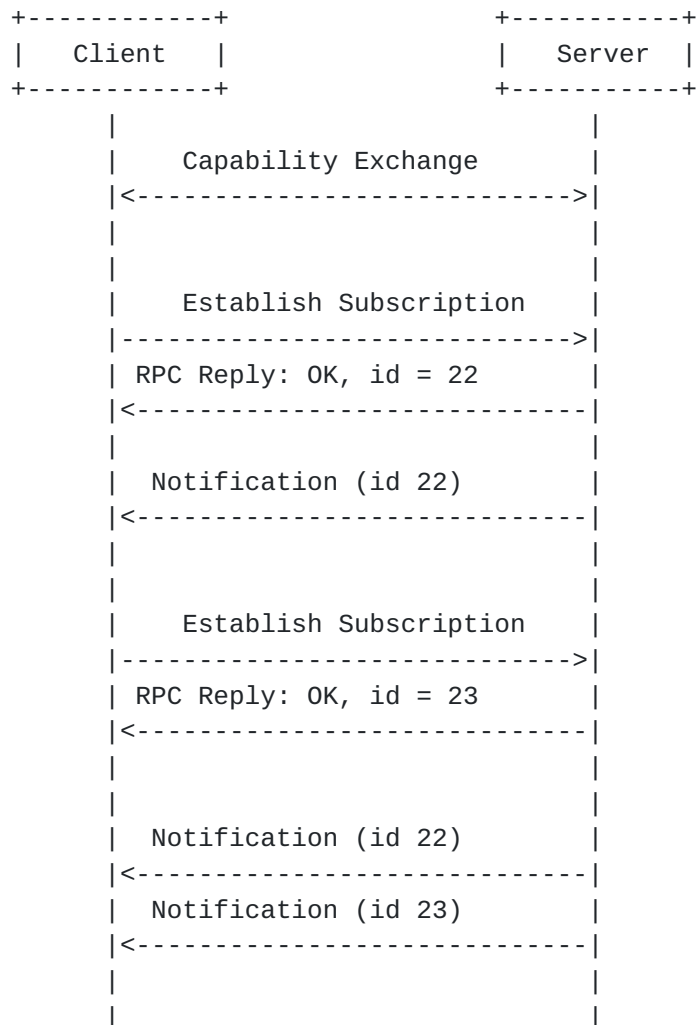 +------------+                 +-----------+
|   Client   |                 |   Server  |
+------------+                 +-----------+
      |                              |
      |    Capability Exchange       |
      |<---------------------------->|
      |                              |
      |                              |
      |    Establish Subscription    |
      |----------------------------->|
      | RPC Reply: OK, id = 22       |
      |<-----------------------------|
      |                              |
      |  Notification (id 22)        |
      |<-----------------------------|
      |                              |
      |                              |
      |    Establish Subscription    |
      |----------------------------->|
      | RPC Reply: OK, id = 23       |
      |<-----------------------------|
      |                              |
      |                              |
      |  Notification (id 22)        |
      |<-----------------------------|
      |  Notification (id 23)        |
      |<-----------------------------|
      |                              |
      |                              |